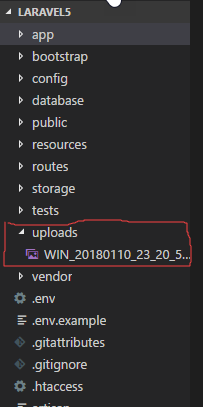 LARAVEL5
app
bootstrap
config
database
public
resources
routes
storage
tests
uploads
WIN_20180110_23_20_5...
vendor
.env
.env.example
.gitattributes
.gitignore
.htaccess